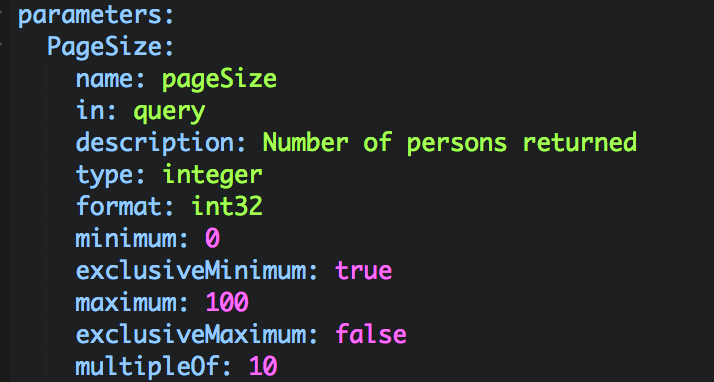 parameters:
  PageSize:
    name: pageSize
    in: query
    description: Number of persons returned
    type: integer
    format: int32
    minimum: 0
    exclusiveMinimum: true
    maximum: 100
    exclusiveMaximum: false
    multipleOf: 10